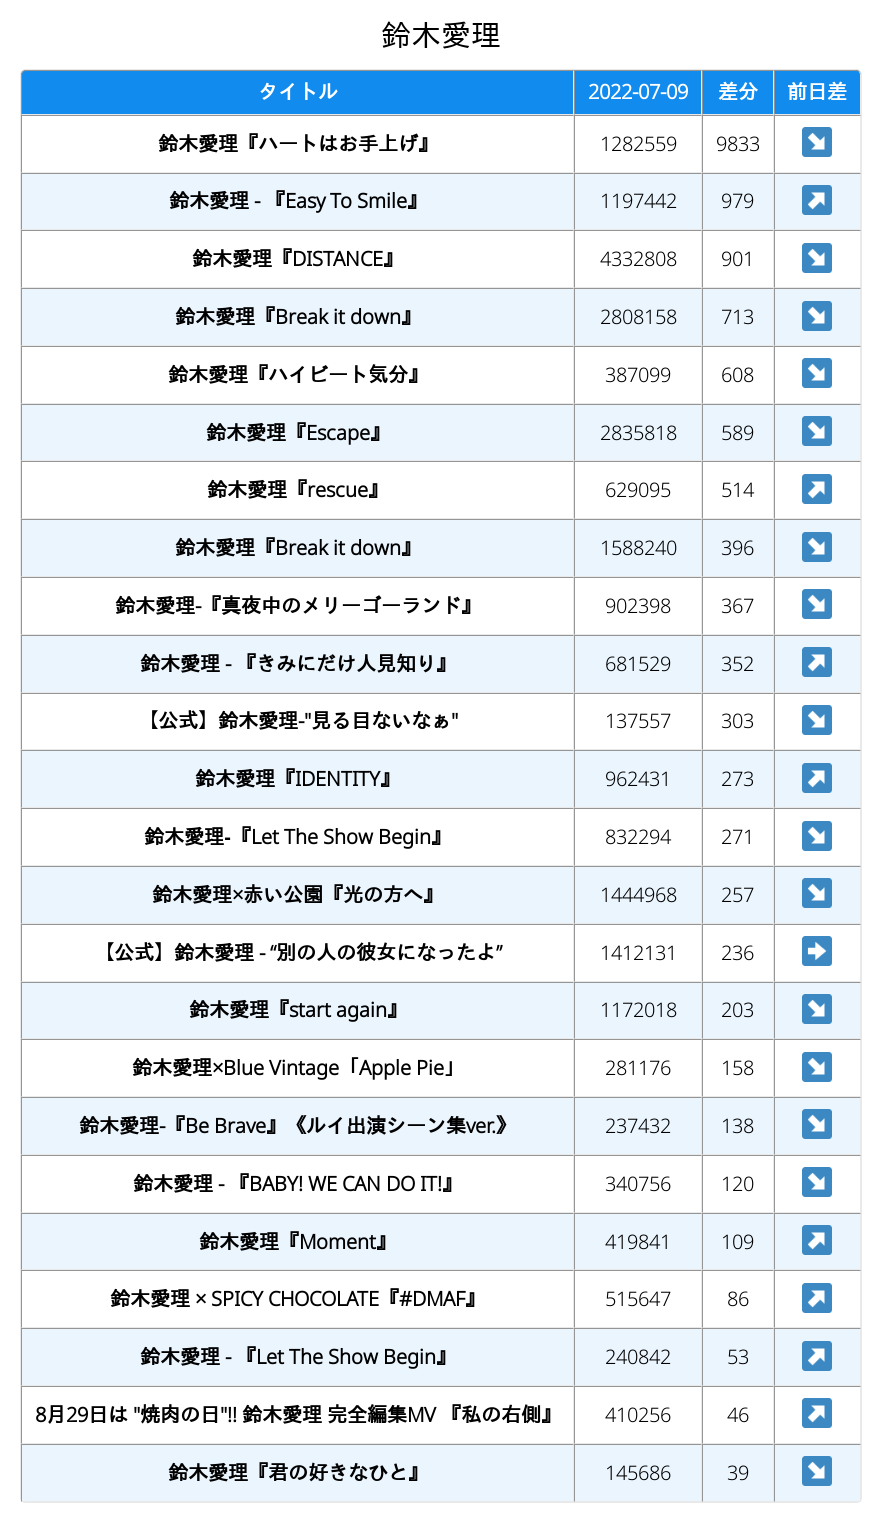 鈴木愛理
タイトル 2022-07-09 差分 前日差
鈴木愛理『ハートはお手上げ』 1282559 9833 ↘
鈴木愛理 - 『Easy To Smile』 1197442 979 ↗
鈴木愛理『DISTANCE』 4332808 901 ↘
鈴木愛理『Break it down』 2808158 713 ↘
鈴木愛理『ハイビート気分』 387099 608 ↘
鈴木愛理『Escape』 2835818 589 ↘
鈴木愛理『rescue』 629095 514 ↗
鈴木愛理『Break it down』 1588240 396 ↘
鈴木愛理-『真夜中のメリーゴーランド』 902398 367 ↘
鈴木愛理 - 『きみにだけ人見知り』 681529 352 ↗
【公式】鈴木愛理-"見る目ないなぁ" 137557 303 ↘
鈴木愛理『IDENTITY』 962431 273 ↗
鈴木愛理-『Let The Show Begin』 832294 271 ↘
鈴木愛理×赤い公園『光の方へ』 1444968 257 ↘
【公式】鈴木愛理 - “別の人の彼女になったよ” 1412131 236 ➡
鈴木愛理『start again』 1172018 203 ↘
鈴木愛理×Blue Vintage「Apple Pie」 281176 158 ↘
鈴木愛理-『Be Brave』《ルイ出演シーン集ver.》 237432 138 ↘
鈴木愛理 - 『BABY! WE CAN DO IT!』 340756 120 ↘
鈴木愛理『Moment』 419841 109 ↗
鈴木愛理 × SPICY CHOCOLATE『#DMAF』 515647 86 ↗
鈴木愛理 - 『Let The Show Begin』 240842 53 ↗
8月29日は "焼肉の日"!! 鈴木愛理 完全編集MV 『私の右側』 410256 46 ↗
鈴木愛理『君の好きなひと』 145686 39 ↘